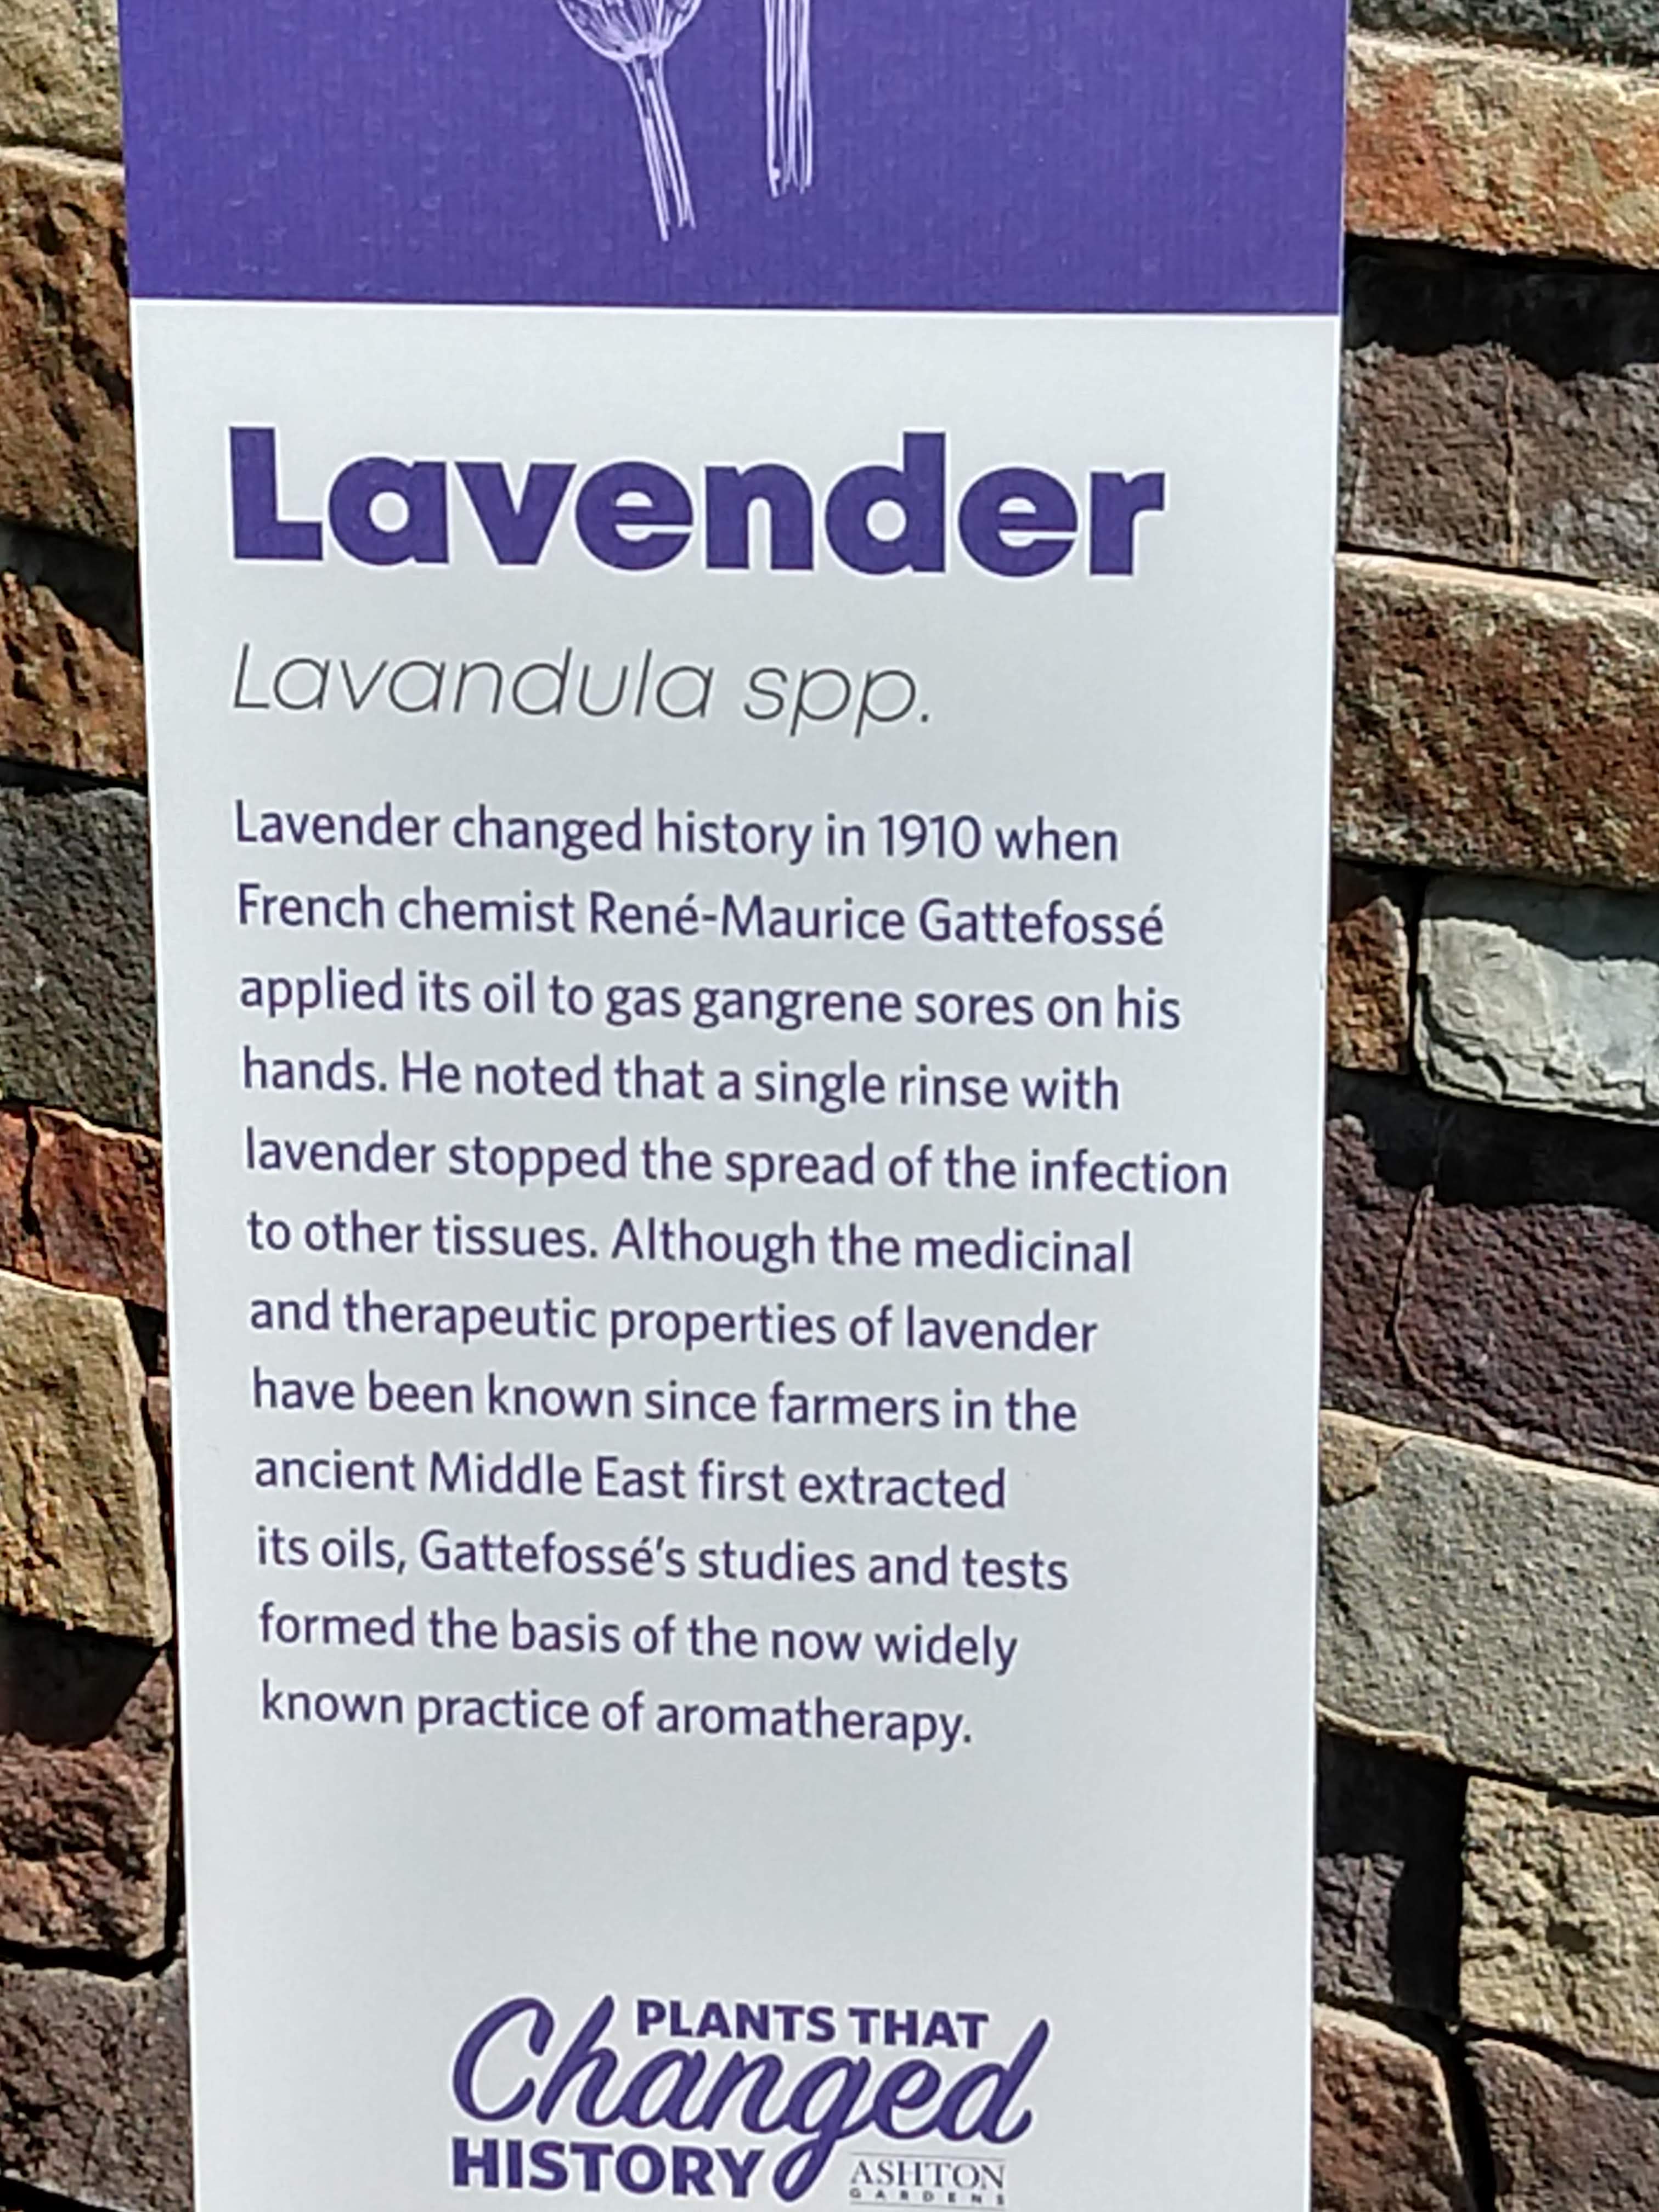 Lavender
Lavandula spp.
Lavender changed history in 1910 when
French chemist René-Maurice Gattefossé
applied its oil to gas gangrene sores on his
hands. He noted that a single rinse with
lavender stopped the spread of the infection
to other tissues. Although the medicinal
and therapeutic properties of lavender
have been known since farmers in the
ancient Middle East first extracted
its oils, Gattefossé's studies and tests
formed the basis of the now widely
known practice of aromatherapy.
PLANTS THAT
Changed
HISTORY
ASHTON
GARDENS